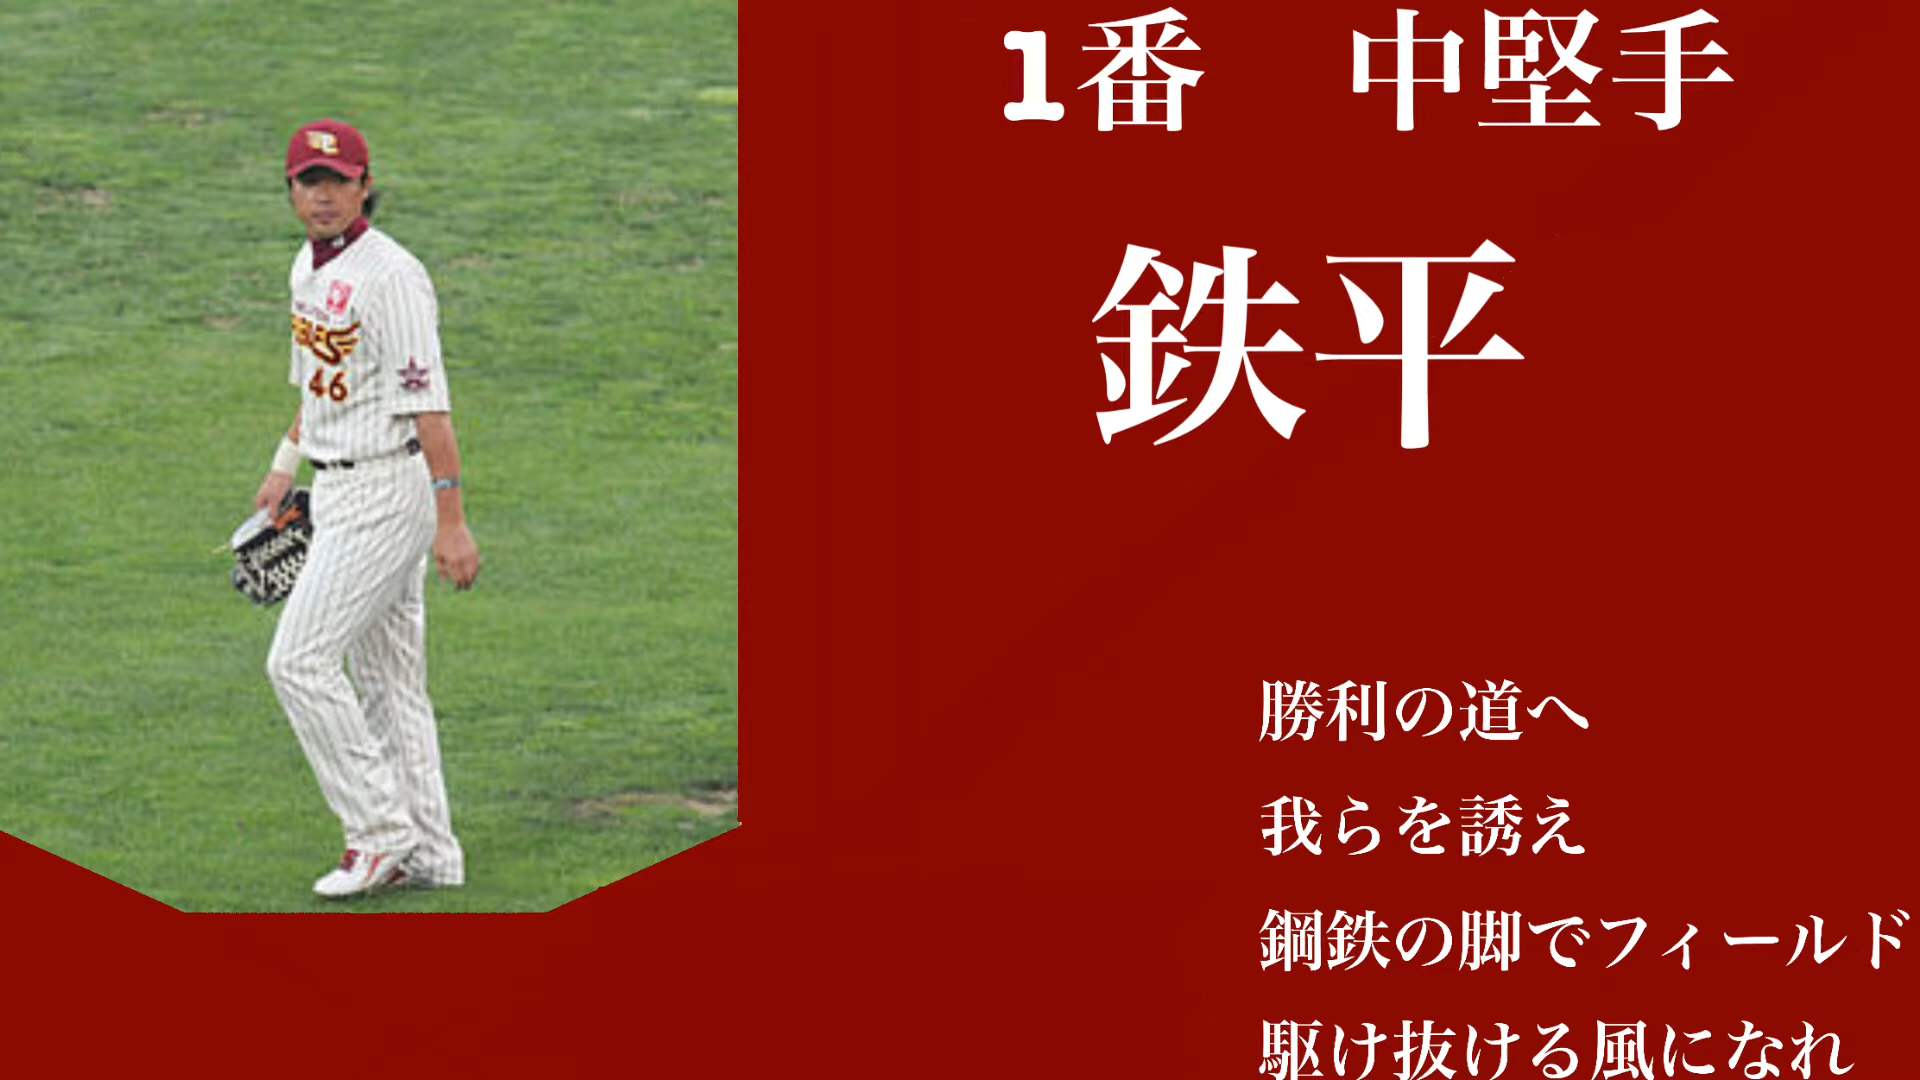 1番　中堅手
鉄平
46
勝利の道へ
我らを誘え
鋼鉄の脚でフィールド
駆け抜ける風になれ